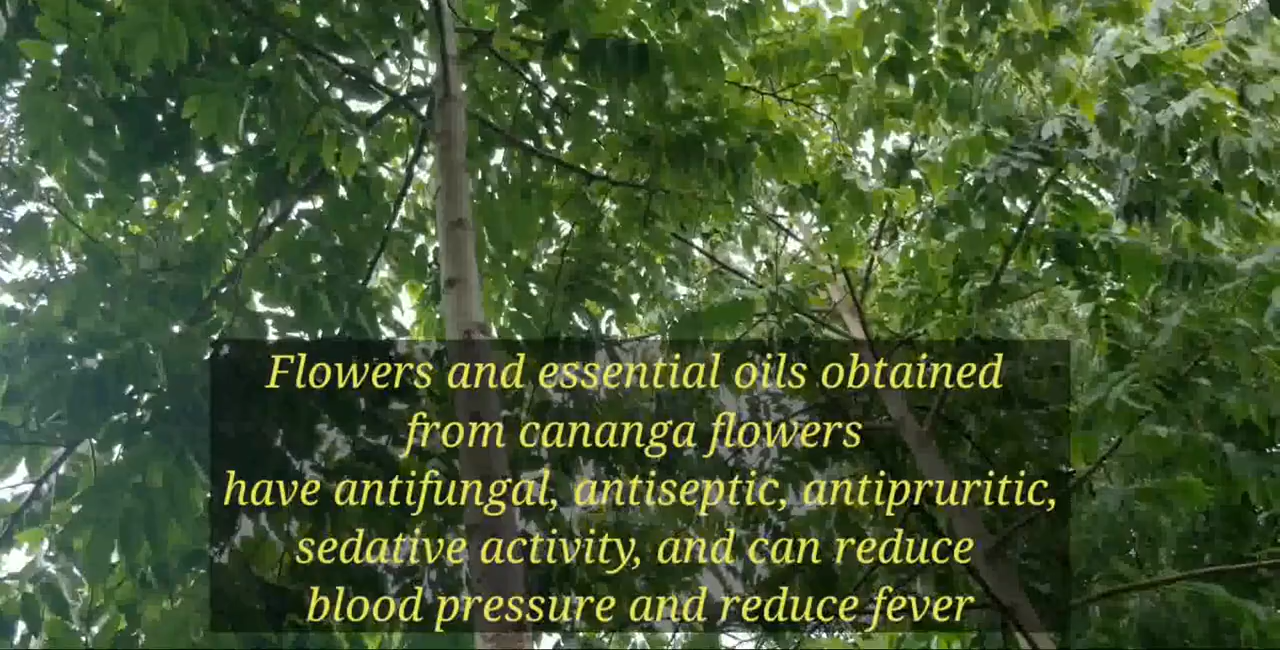 Flowers and essential oils obtained
from cananga flowers
have antifungal, antiseptic, antipruritic,
sedative activity, and can reduce
blood pressure and reduce fever